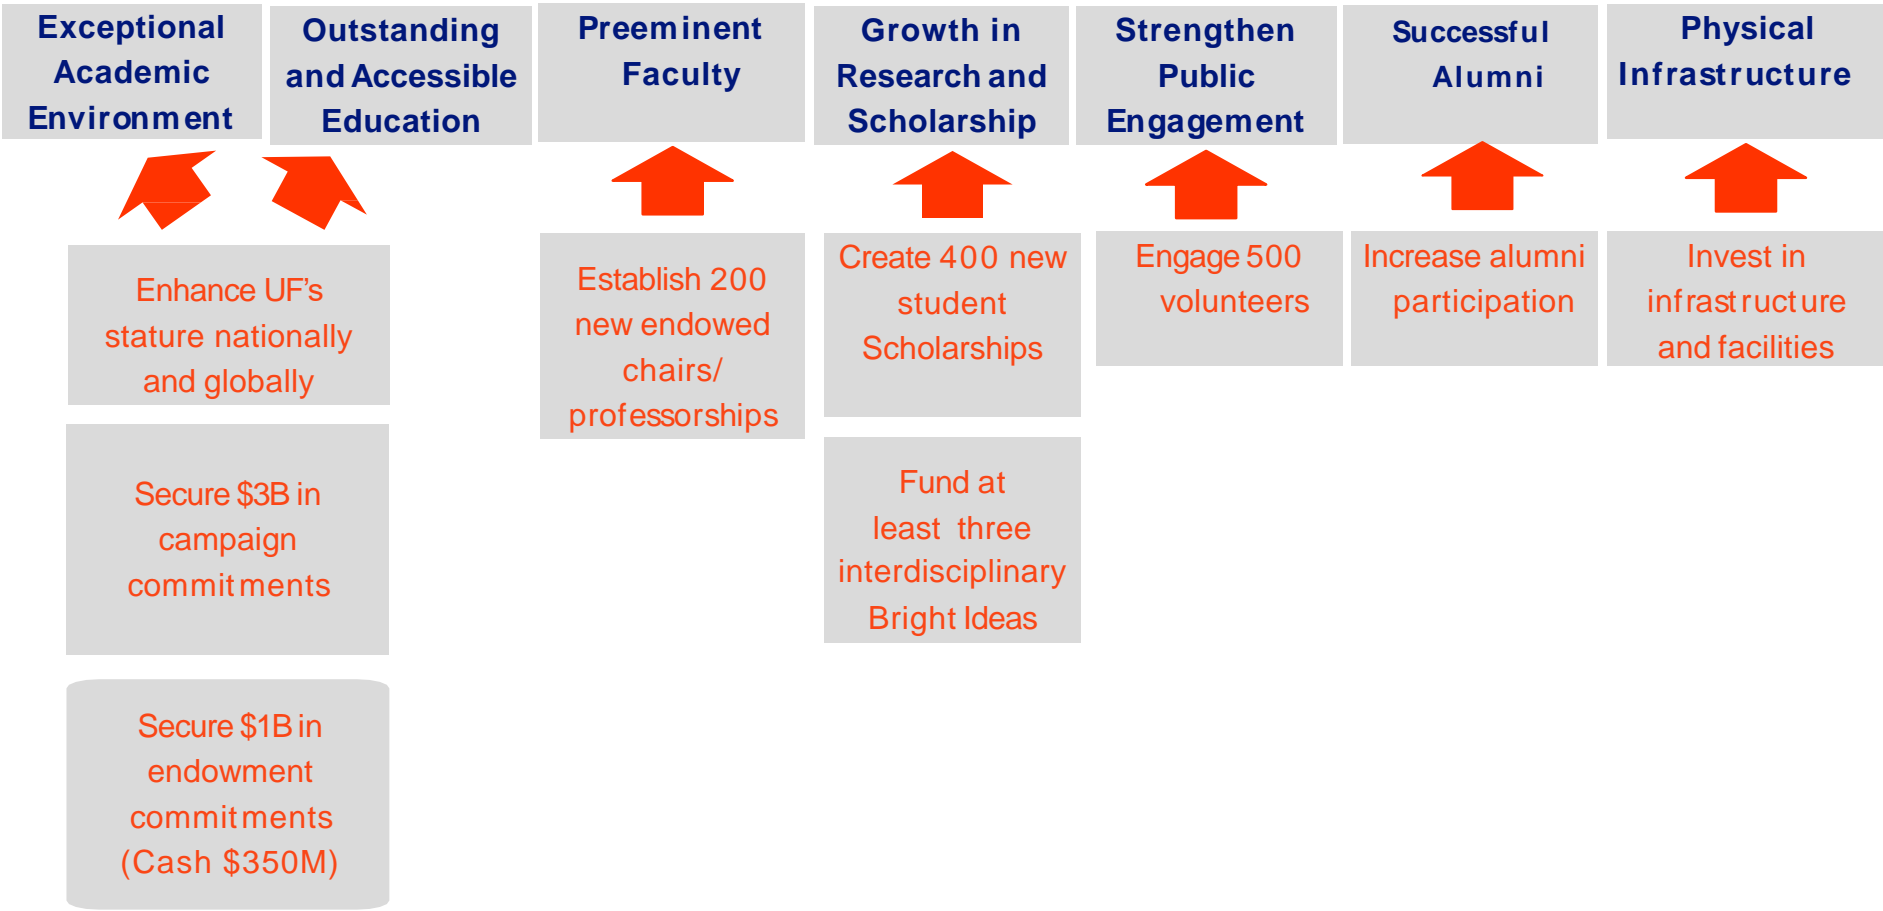 Exceptional
Academic
Environment
Outstanding
and Accessible
Education
Preeminent
Faculty
Growth in
Research and
Scholarship
Strengthen
Public
Engagement
Successful
Alumni
Physical
Infrastructure
Enhance UF's
stature nationally
and globally
Secure $3B in
campaign
commitments
Secure $1B in
endowment
commitments
(Cash $350M)
Establish 200
new endowed
chairs/
professorships
Create 400 new
student
Scholarships
Fund at
least three
interdisciplinary
Bright Ideas
Engage 500
volunteers
Increase alumni
participation
Invest in
infrastructure
and facilities